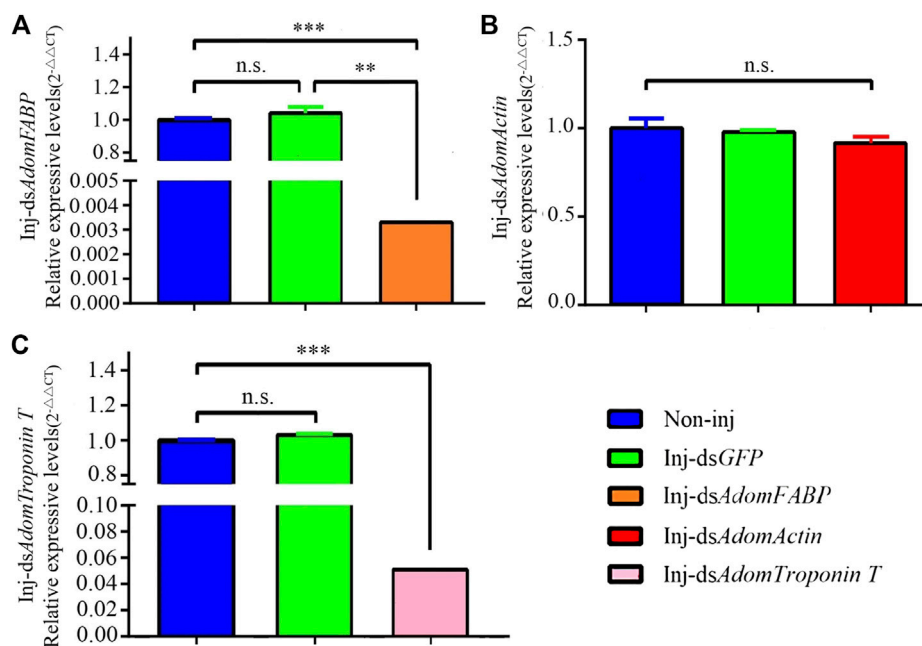 A
Inj-dsAdomFABP
Relative expressive levels(2-△△CT)
1.4
1.2
1.0
0.8
0.005
0.004
0.003
0.002
0.001
0.000
***
n.s.
**
B
Inj-dsAdomActin
Relative expressive levels(2-△△CT)
1.5
1.0
0.5
0.0
n.s.
C
Inj-dsAdomTroponin T
Relative expressive levels(2-△△CT)
1.4
1.2
1.0
0.8
0.10
0.08
0.06
0.04
0.02
0.00
***
n.s.
Non-inj
Inj-dsGFP
Inj-dsAdomFABP
Inj-dsAdomActin
Inj-dsAdomTroponin T